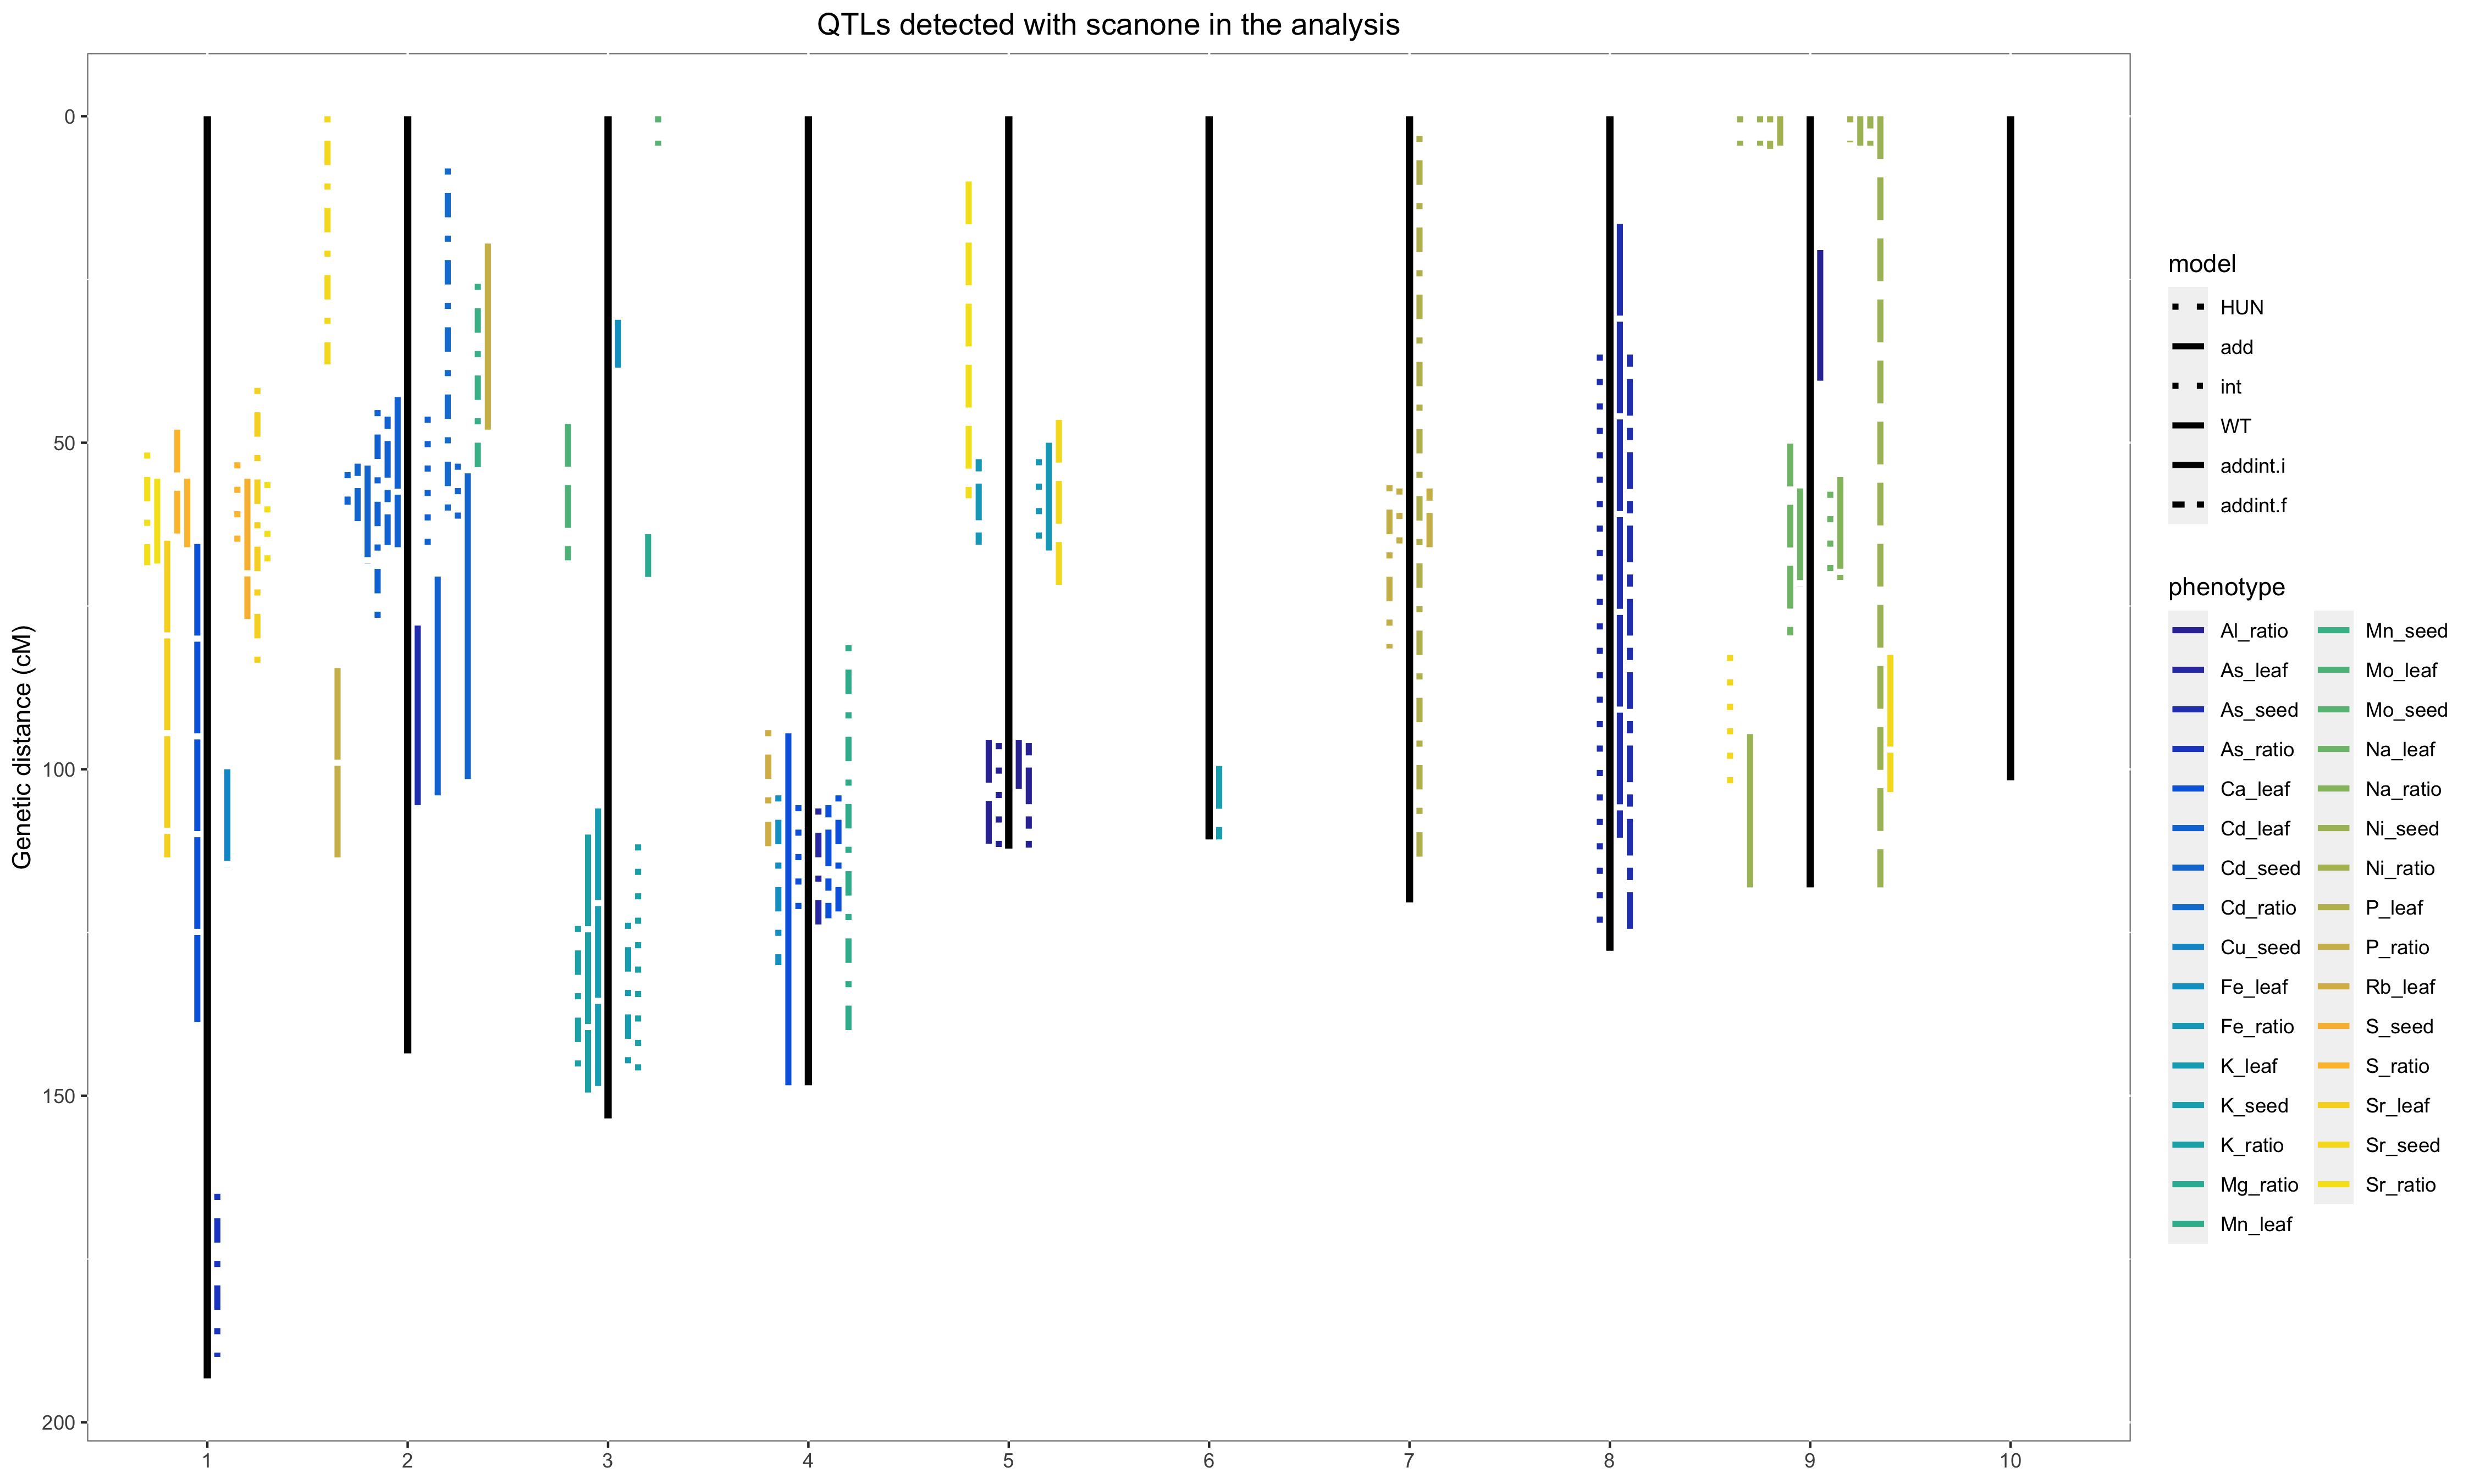 QTLs detected with scanone in the analysis
Genetic distance (cM)
0
50
100
150
200
1 2 3 4 5 6 7 8 9 10
model
HUN
add
int
WT
addint.i
addint.f
phenotype
Al_ratio Mn_seed
As_leaf Mo_leaf
As_seed Mo_seed
As_ratio Na_leaf
Ca_leaf Na_ratio
Cd_leaf Ni_seed
Cd_seed Ni_ratio
Cd_ratio P_leaf
Cu_seed P_ratio
Fe_leaf Rb_leaf
Fe_ratio S_seed
K_leaf S_ratio
K_seed Sr_leaf
K_ratio Sr_seed
Mg_ratio Sr_ratio
Mn_leaf